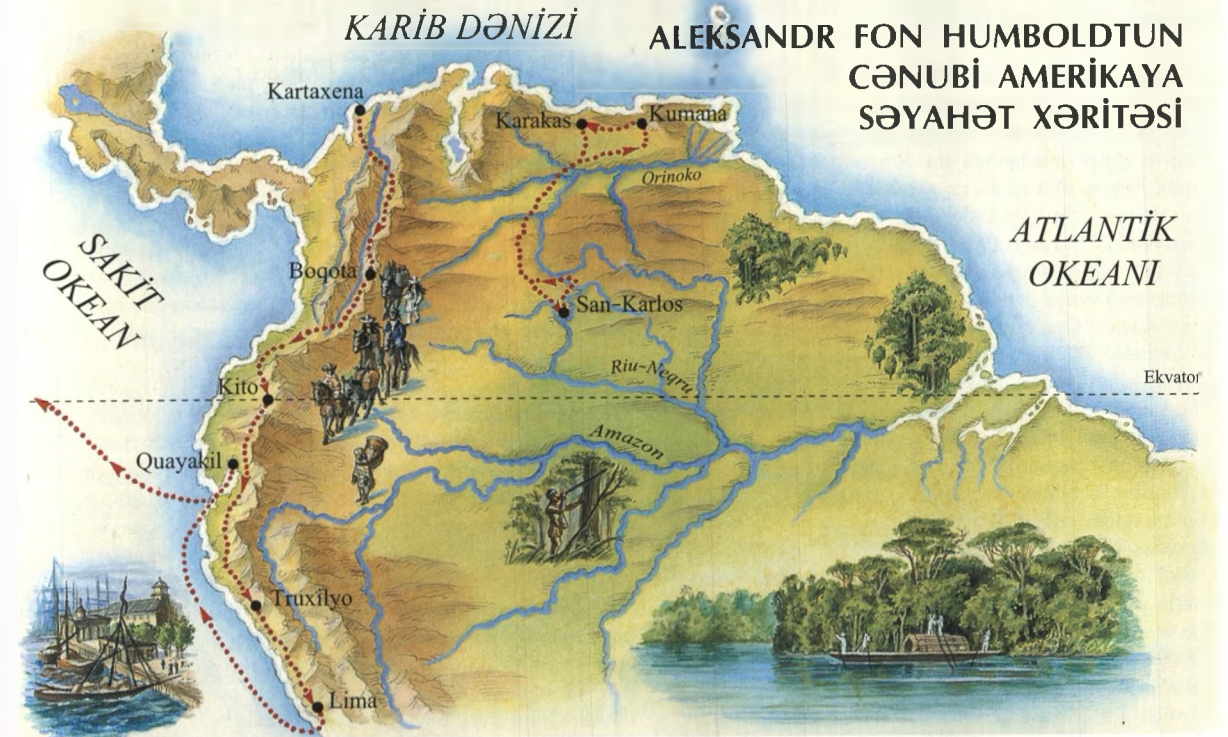 KARİB DƏNİZİ
ALEKSANDR FON HUMBOLDTUN
CƏNUBİ AMERİKAYA
SƏYAHƏT XƏRİTƏSİ
Kartaxena
Karakas
Kumana
Orinoko
ATLANTİK
OKEANI
SAKİT
OKEAN
Boqota
San-Karlos
Riu-Neqru
Kito
Ekvator
Amazon
Quayakil
Truxilyo
Lima